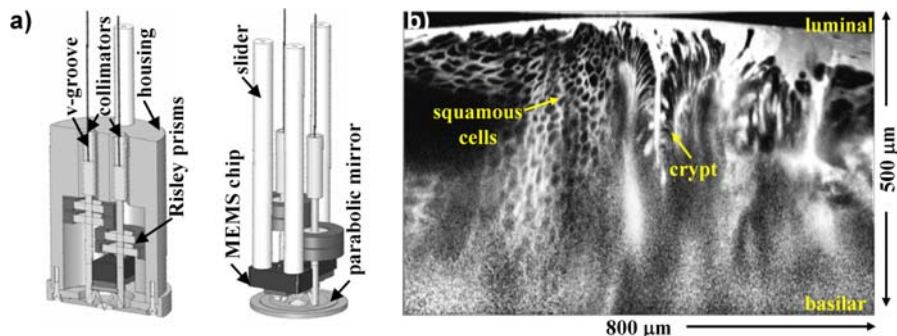 a)
v-groove
collimators
housing
Risley prisms
slider
MEMS chip
parabolic mirror
b)
luminal
squamous
cells
crypt
basilar
500 μm
800 μm